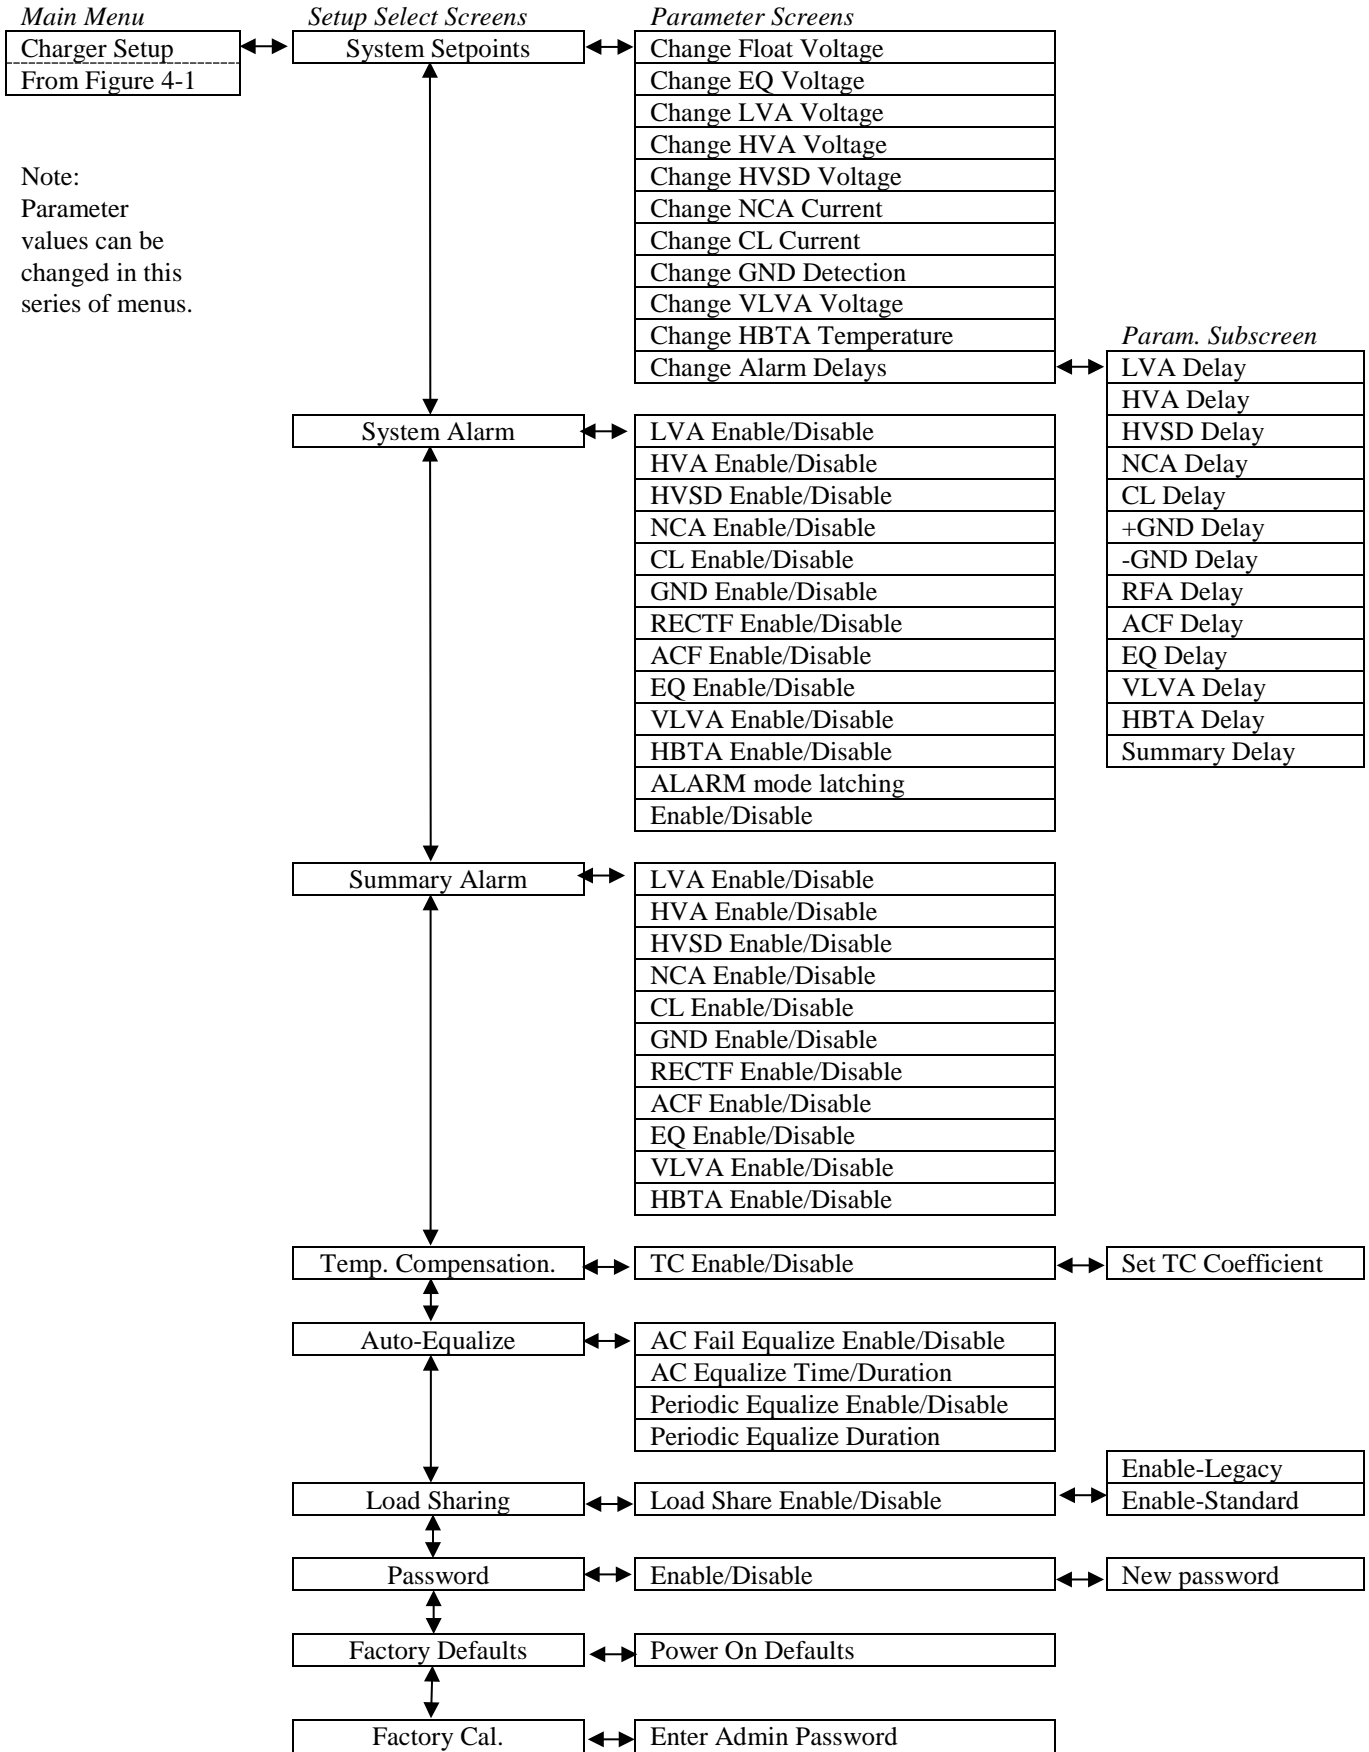 Main Menu
Setup Select Screens
Parameter Screens
Charger Setup
From Figure 4-1
Note:
Parameter
values can be
changed in this
series of menus.
System Setpoints
Change Float Voltage
Change EQ Voltage
Change LVA Voltage
Change HVA Voltage
Change HVSD Voltage
Change NCA Current
Change CL Current
Change GND Detection
Change VLVA Voltage
Change HBTA Temperature
Change Alarm Delays
Param. Subscreen
LVA Delay
HVA Delay
HVSD Delay
NCA Delay
CL Delay
+GND Delay
-GND Delay
RFA Delay
ACF Delay
EQ Delay
VLVA Delay
HBTA Delay
Summary Delay
System Alarm
LVA Enable/Disable
HVA Enable/Disable
HVSD Enable/Disable
NCA Enable/Disable
CL Enable/Disable
GND Enable/Disable
RECTF Enable/Disable
ACF Enable/Disable
EQ Enable/Disable
VLVA Enable/Disable
HBTA Enable/Disable
ALARM mode latching
Enable/Disable
Summary Alarm
LVA Enable/Disable
HVA Enable/Disable
HVSD Enable/Disable
NCA Enable/Disable
CL Enable/Disable
GND Enable/Disable
RECTF Enable/Disable
ACF Enable/Disable
EQ Enable/Disable
VLVA Enable/Disable
HBTA Enable/Disable
Temp. Compensation.
TC Enable/Disable
Set TC Coefficient
Auto-Equalize
AC Fail Equalize Enable/Disable
AC Equalize Time/Duration
Periodic Equalize Enable/Disable
Periodic Equalize Duration
Load Sharing
Load Share Enable/Disable
Enable-Legacy
Enable-Standard
Password
Enable/Disable
New password
Factory Defaults
Power On Defaults
Factory Cal.
Enter Admin Password